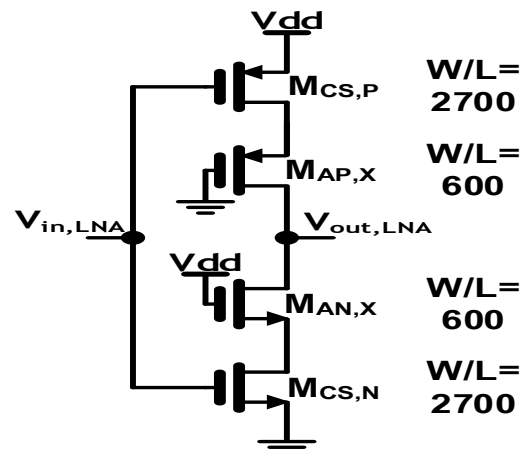 Vdd
MCS,P
W/L=
2700
MAP,X
W/L=
600
Vin,LNA
Vout,LNA
Vdd
MAN,X
W/L=
600
MCS,N
W/L=
2700